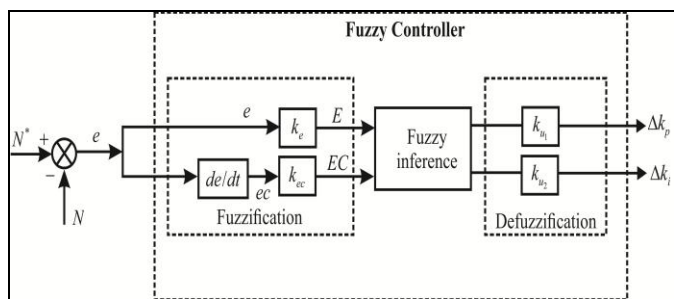 Fuzzy Controller
N* + e
−
N
e k_e E
de/dt ec k_ec EC
Fuzzification
Fuzzy
inference
k_u₁
k_u₂
Defuzzification
Δk_p
Δk_i